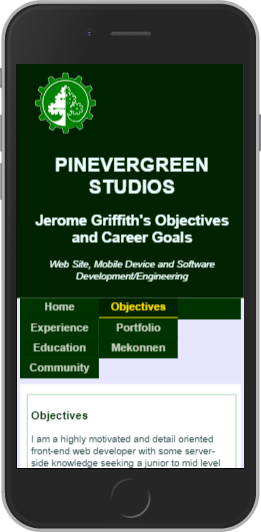 PINEVERGREEN
STUDIOS
Jerome Griffith's Objectives
and Career Goals
Web Site, Mobile Device and Software
Development/Engineering
Home Objectives
Experience Portfolio
Education Mekonnen
Community
Objectives
I am a highly motivated and detail oriented
front-end web developer with some server-
side knowledge seeking a junior to mid level